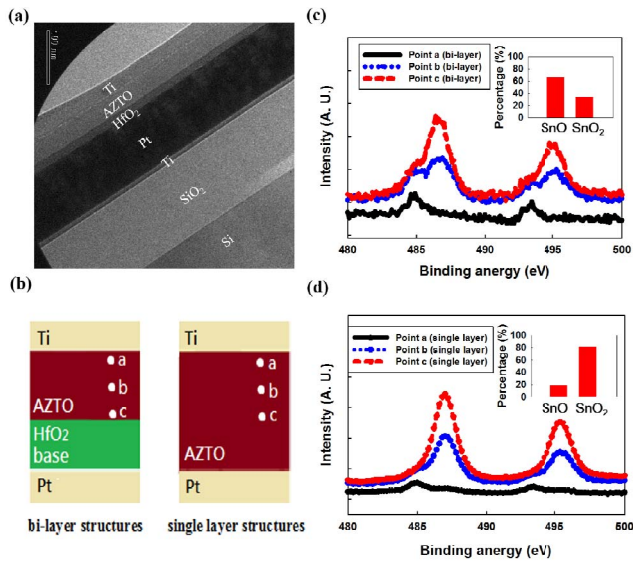 (a)
Ti
AZTO
HfO2
Pt
Ti
SiO2
Si
(b)
Ti
a
b
AZTO
c
HfO2
base
Pt
bi-layer structures
Ti
a
b
c
AZTO
Pt
single layer structures
(c)
Intensity (A. U.)
Point a (bi-layer)
Point b (bi-layer)
Point c (bi-layer)
Percentage (%)
100
80
60
40
20
0
SnO SnO2
480 485 490 495 500
Binding anergy (eV)
(d)
Intensity (A. U.)
Point a (single layer)
Point b (single layer)
Point c (single layer)
Percentage (%)
100
80
60
40
20
0
SnO SnO2
480 485 490 495 500
Binding anergy (eV)